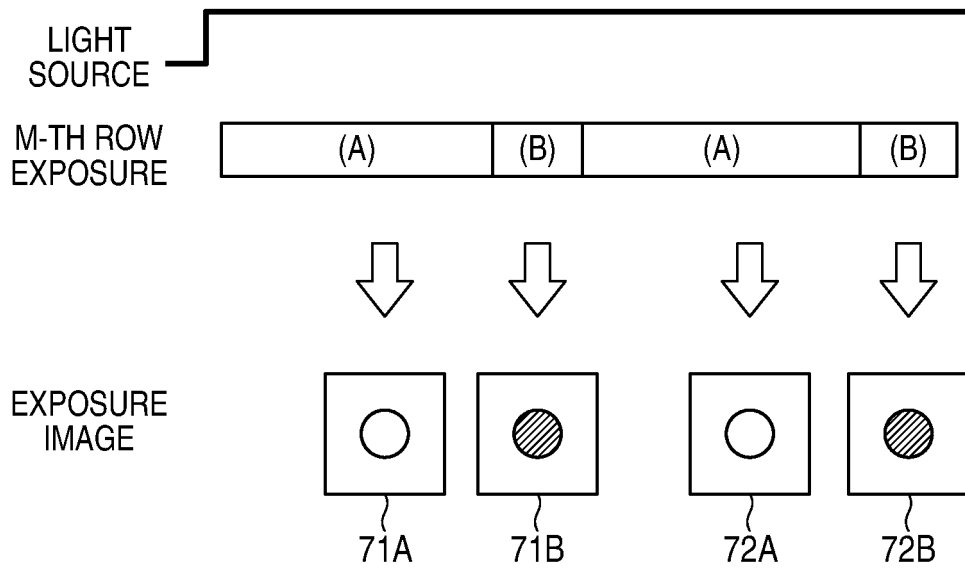 LIGHT
SOURCE
M-TH ROW
EXPOSURE
(A) (B) (A) (B)
EXPOSURE
IMAGE
71A 71B 72A 72B